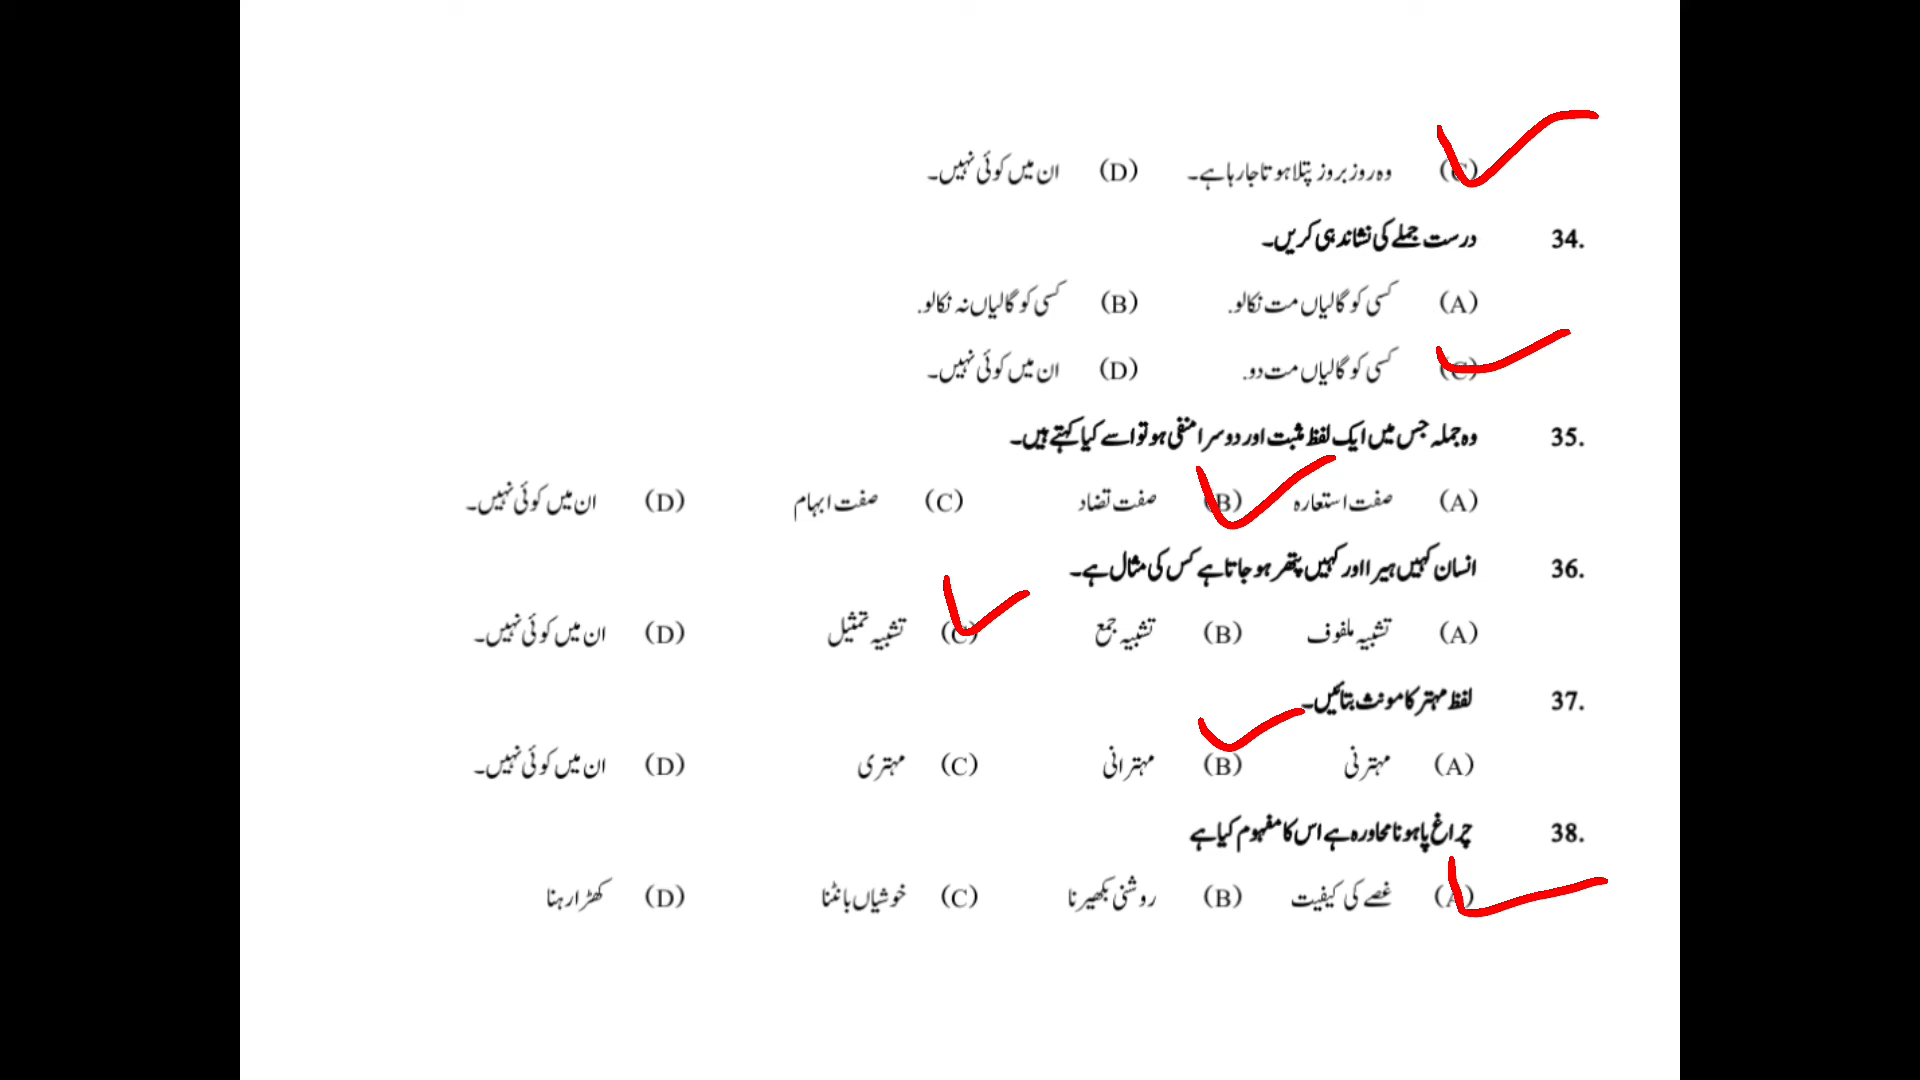 (C) وہ روز بروز پتلا ہوتا جا رہا ہے۔ (D) ان میں کوئی نہیں۔
34. درست جملے کی نشاندہی کریں۔
(A) کسی کو گالیاں مت نکالو. (B) کسی کو گالیاں نہ نکالو.
(C) کسی کو گالیاں مت دو. (D) ان میں کوئی نہیں۔
35. وہ جملہ جس میں ایک لفظ مثبت اور دوسرا منفی ہو تو اسے کیا کہتے ہیں۔
(A) صفت استعارہ (B) صفت تضاد (C) صفت ابہام (D) ان میں کوئی نہیں۔
36. انسان کہیں ہیرا اور کہیں پتھر ہو جاتا ہے کس کی مثال ہے۔
(A) تشبیہ ملفوف (B) تشبیہ جمع (C) تشبیہ تمثیل (D) ان میں کوئی نہیں۔
37. لفظ مہتر کا مونث بتائیں۔
(A) مہترنی (B) مہترانی (C) مہتری (D) ان میں کوئی نہیں۔
38. چراغ پا ہونا محاورہ ہے اس کا مفہوم کیا ہے
(A) غصے کی کیفیت (B) روشنی بکھیرنا (C) خوشیاں بانٹنا (D) کھڑا رہنا